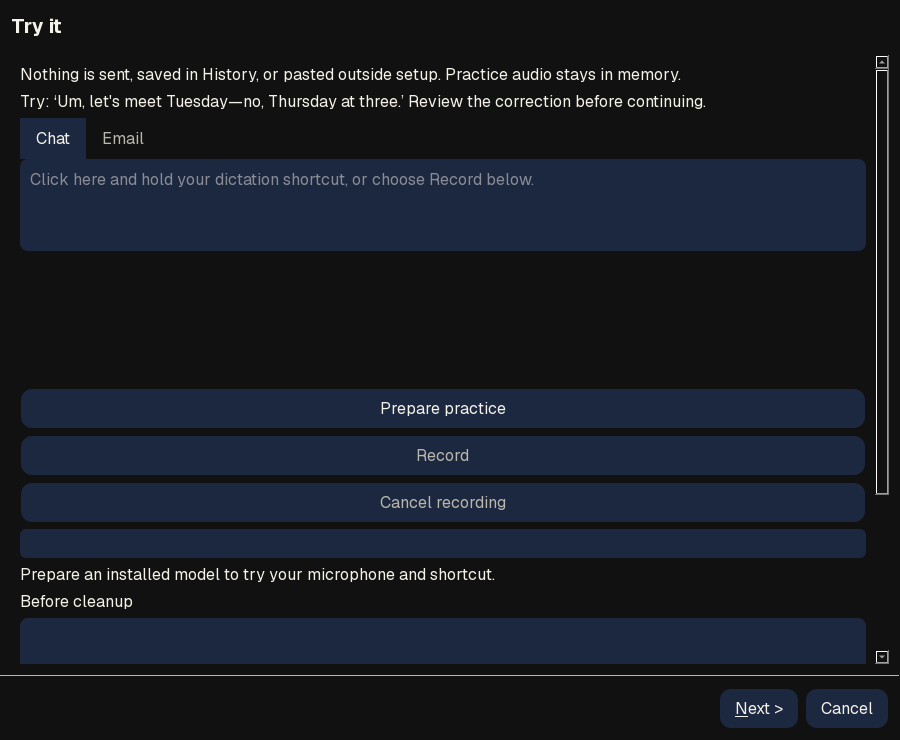 Try it
Nothing is sent, saved in History, or pasted outside setup. Practice audio stays in memory.
Try: ‘Um, let's meet Tuesday—no, Thursday at three.’ Review the correction before continuing.
Chat Email
Click here and hold your dictation shortcut, or choose Record below.
Prepare practice
Record
Cancel recording
Prepare an installed model to try your microphone and shortcut.
Before cleanup
Next > Cancel